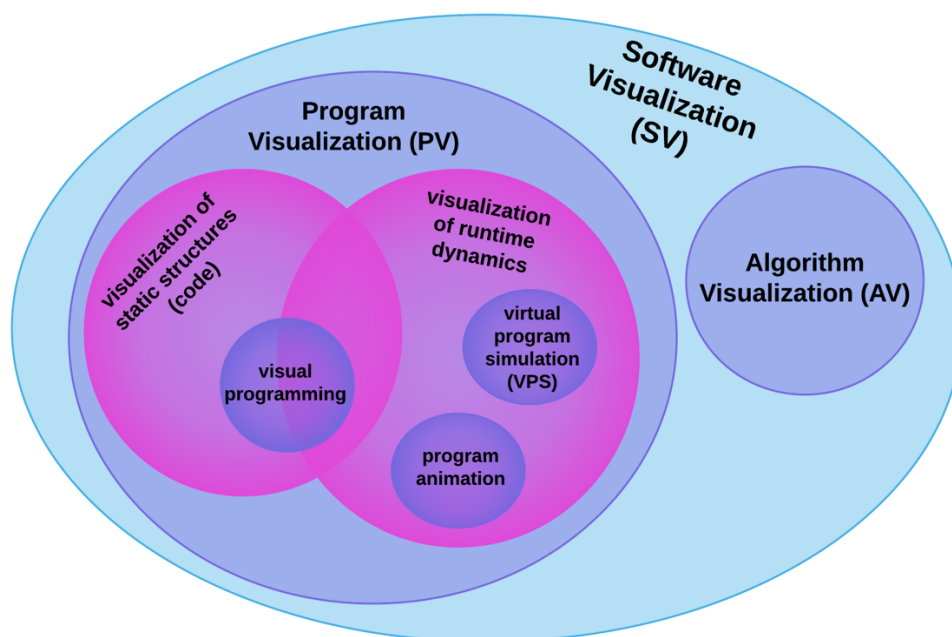 Software
Visualization
(SV)
Program
Visualization (PV)
visualization of
static structures
(code)
visualization
of runtime
dynamics
Algorithm
Visualization (AV)
virtual
program
simulation
(VPS)
visual
programming
program
animation